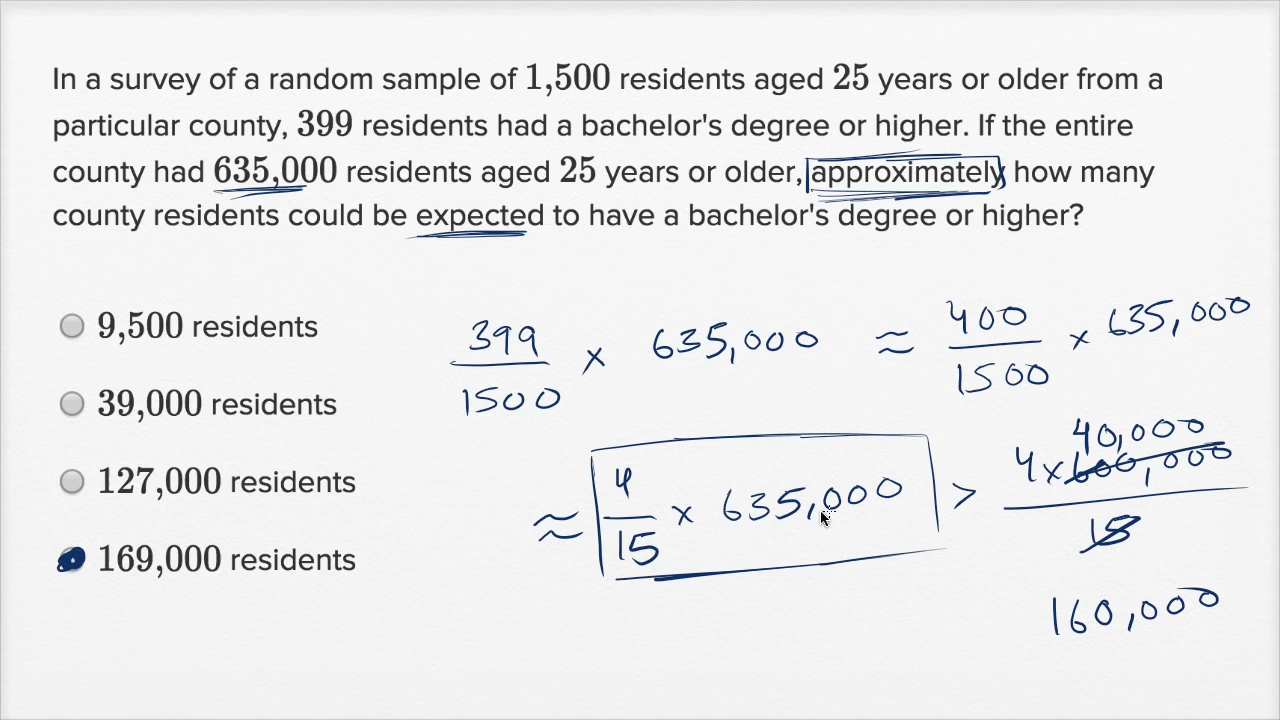 In a survey of a random sample of 1,500 residents aged 25 years or older from a
particular county, 399 residents had a bachelor's degree or higher. If the entire
county had 635,000 residents aged 25 years or older, approximately how many
county residents could be expected to have a bachelor's degree or higher?
9,500 residents
39,000 residents
127,000 residents
169,000 residents
399/1500 × 635,000 ≈ 400/1500 × 635,000
≈ 4/15 × 635,000 > 4×600,000/15
40,000
160,000